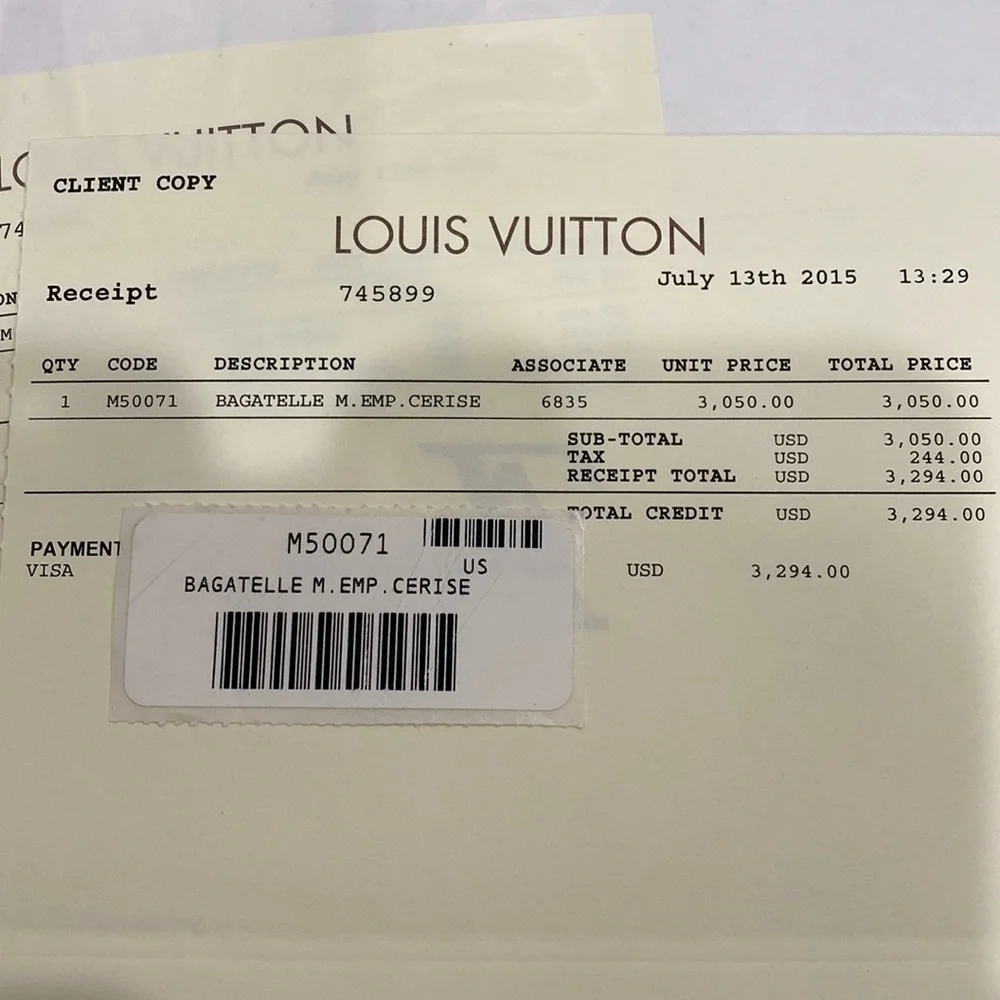 VUITTON
CLIENT COPY
LOUIS VUITTON
74
Receipt 745899 July 13th 2015 13:29
ON
M
QTY CODE DESCRIPTION ASSOCIATE UNIT PRICE TOTAL PRICE
1 M50071 BAGATELLE M.EMP.CERISE 6835 3,050.00 3,050.00
SUB-TOTAL USD 3,050.00
TAX USD 244.00
RECEIPT TOTAL USD 3,294.00
TOTAL CREDIT USD 3,294.00
PAYMENT
VISA USD 3,294.00
M50071
US
BAGATELLE M.EMP.CERISE